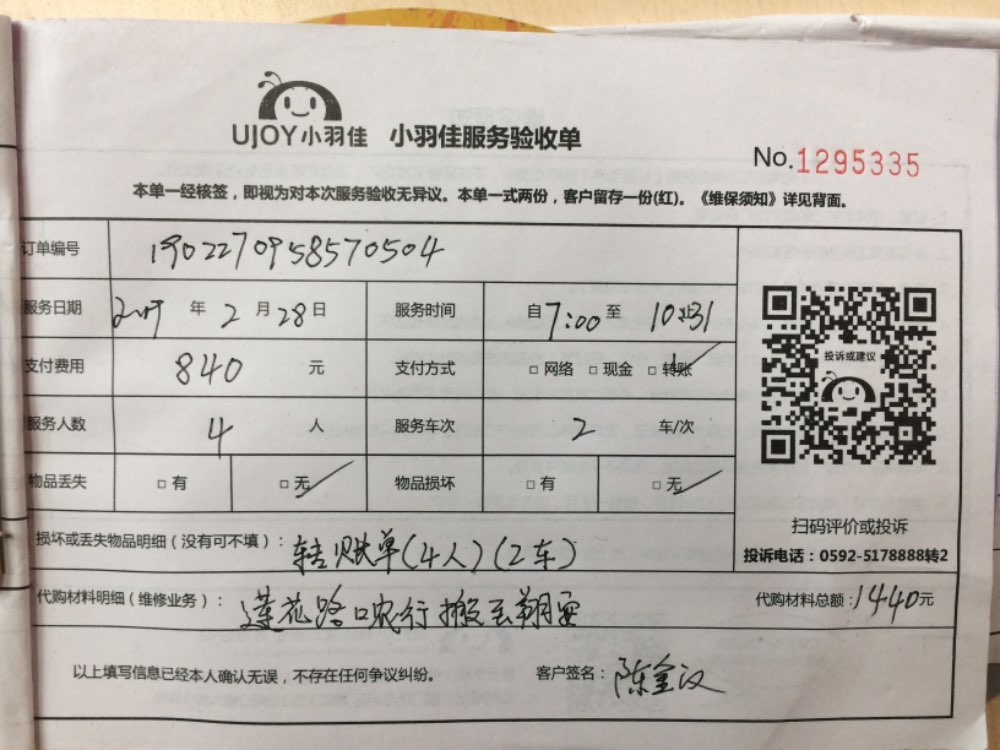 UJOY小羽佳 小羽佳服务验收单
No.1295335
本单一经核签，即视为对本次服务验收无异议。本单一式两份，客户留存一份(红)。《维保须知》详见背面。
订单编号 1902270958570504
服务日期 年 2 月 28 日 服务时间 自 7:00 至 10:31
支付费用 840 元 支付方式 □ 网络 □ 现金 □ 转账
服务人数 4 人 服务车次 2 车/次
物品丢失 □ 有 □ 无 物品损坏 □ 有 □ 无
投诉或建议
扫码评价或投诉
投诉电话：0592-5178888转2
损坏或丢失物品明细（没有可不填）： 转账单(4人)(2车)
代购材料明细（维修业务）： 莲花路口农行搬至翔安 代购材料总额: 1440元
以上填写信息已经本人确认无误，不存在任何争议纠纷。 客户签名： 陈金汉